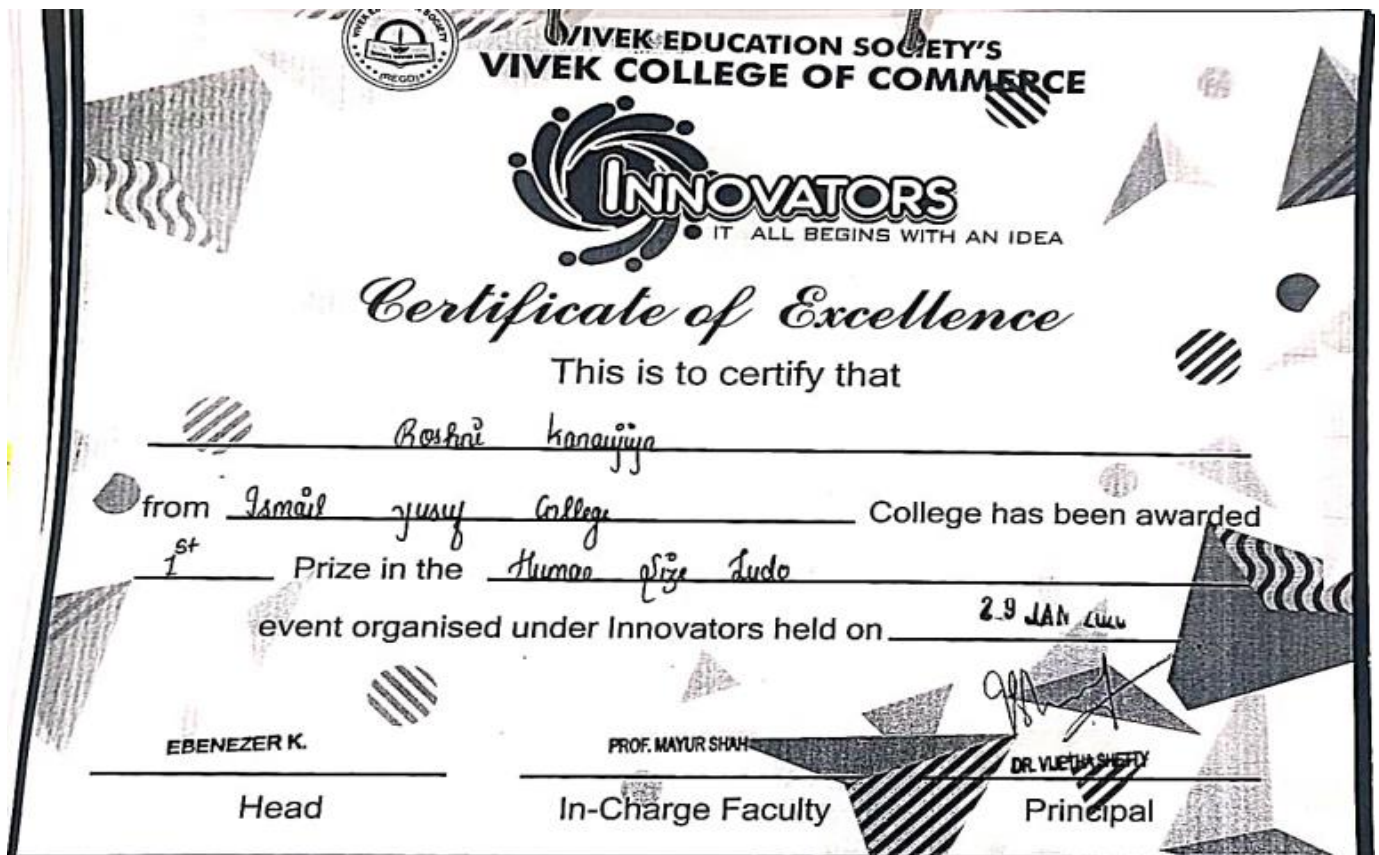 (REGD)
VIVEK EDUCATION SOCIETY'S
VIVEK COLLEGE OF COMMERCE
INNOVATORS
IT ALL BEGINS WITH AN IDEA
Certificate of Excellence
This is to certify that
Roshni Kanaujiya
from Ismail yusuf College College has been awarded
1st Prize in the Human Size Ludo
event organised under Innovators held on 29 JAN
EBENEZER K. PROF. MAYUR SHAH DR. VIJETHA SHETTY
Head In-Charge Faculty Principal